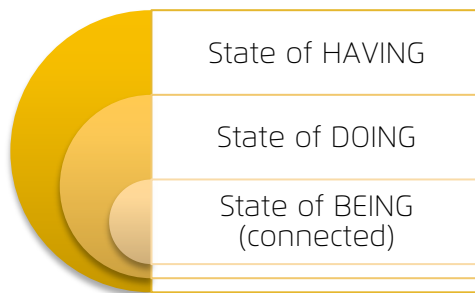 State of HAVING
State of DOING
State of BEING
(connected)